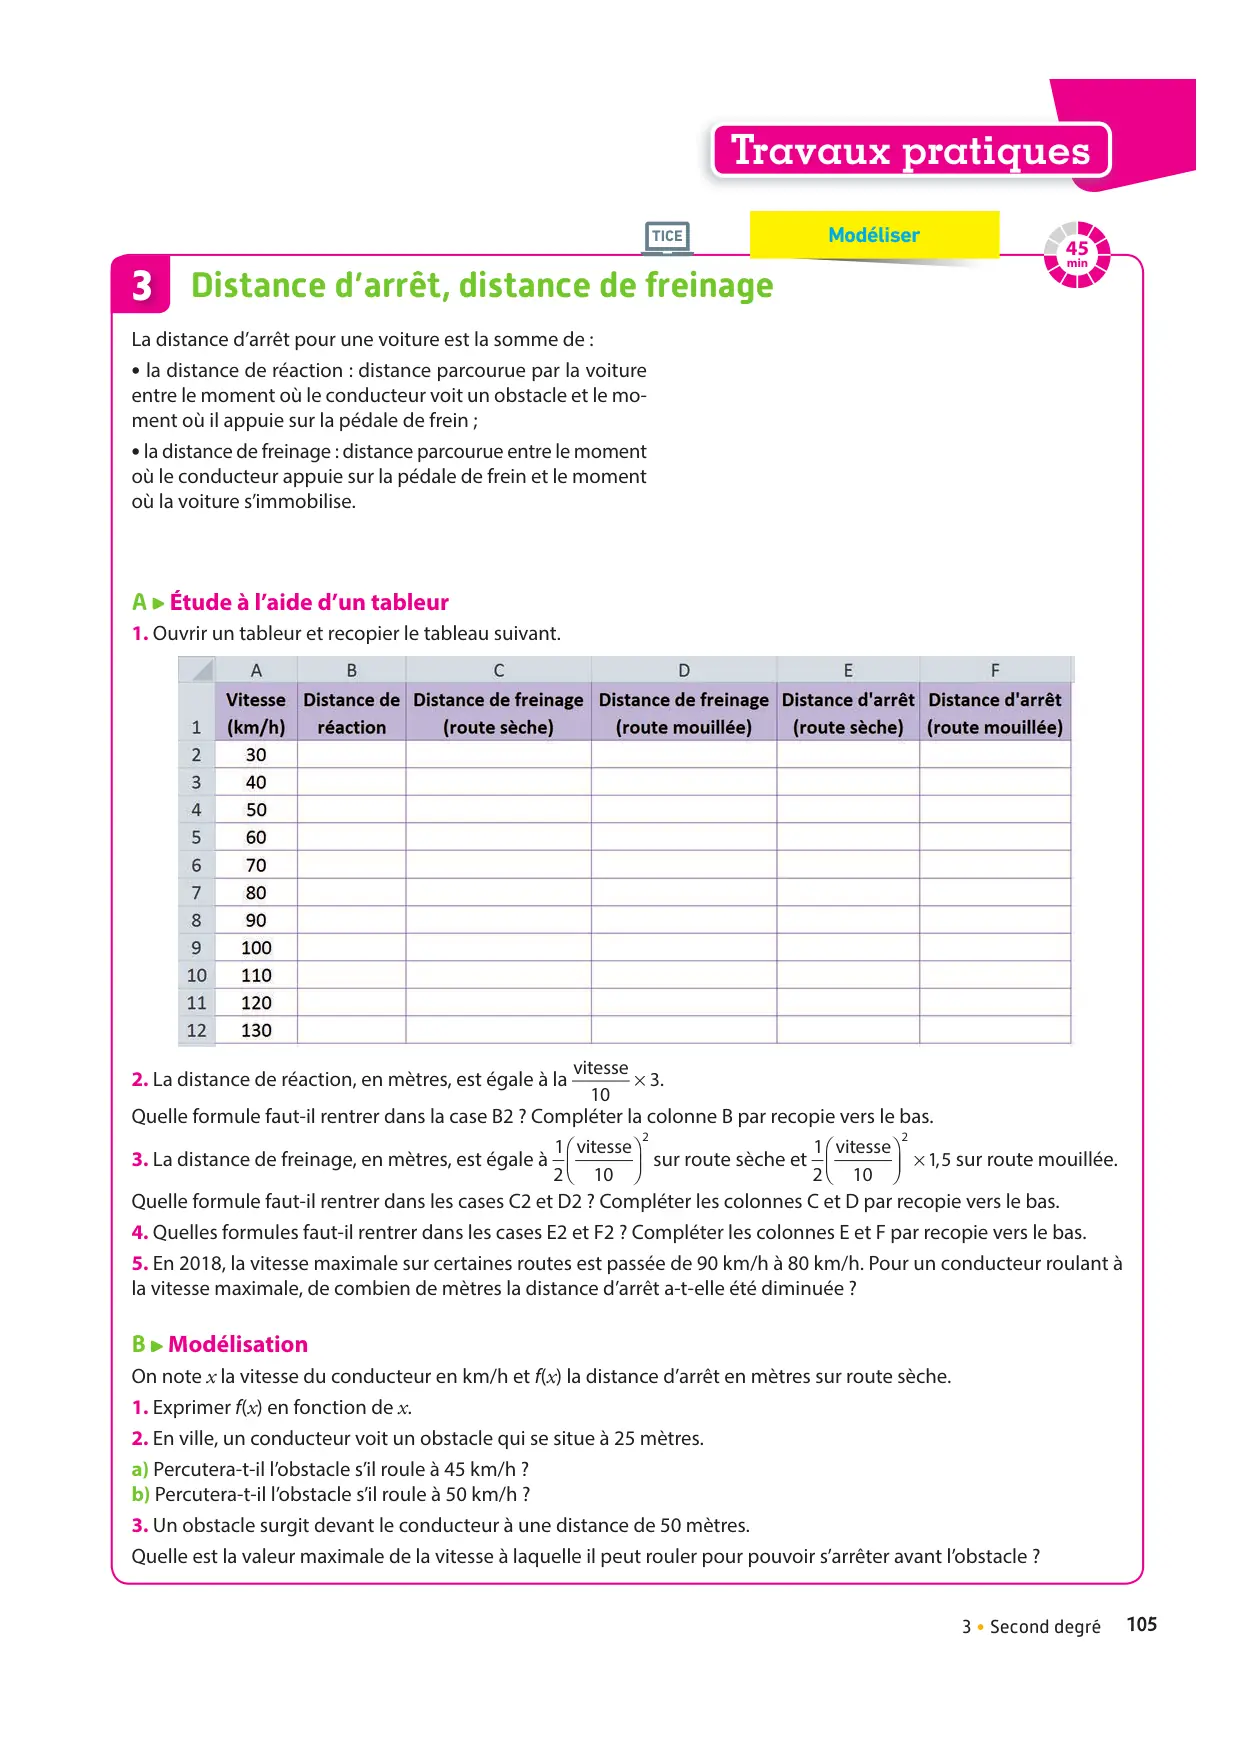 Travaux pratiques
TICE
Modéliser
45
min
3 Distance d’arrêt, distance de freinage
La distance d’arrêt pour une voiture est la somme de :
• la distance de réaction : distance parcourue par la voiture
entre le moment où le conducteur voit un obstacle et le mo-
ment où il appuie sur la pédale de frein ;
• la distance de freinage : distance parcourue entre le moment
où le conducteur appuie sur la pédale de frein et le moment
où la voiture s’immobilise.
A Étude à l’aide d’un tableur
1. Ouvrir un tableur et recopier le tableau suivant.
A B C D E F
Vitesse Distance de Distance de freinage Distance de freinage Distance d'arrêt Distance d'arrêt
1 (km/h) réaction (route sèche) (route mouillée) (route sèche) (route mouillée)
2 30
3 40
4 50
5 60
6 70
7 80
8 90
9 100
10 110
11 120
12 130
2. La distance de réaction, en mètres, est égale à la vitesse/10 × 3.
Quelle formule faut-il rentrer dans la case B2 ? Compléter la colonne B par recopie vers le bas.
3. La distance de freinage, en mètres, est égale à 1/2 (vitesse/10)² sur route sèche et 1/2 (vitesse/10)² × 1,5 sur route mouillée.
Quelle formule faut-il rentrer dans les cases C2 et D2 ? Compléter les colonnes C et D par recopie vers le bas.
4. Quelles formules faut-il rentrer dans les cases E2 et F2 ? Compléter les colonnes E et F par recopie vers le bas.
5. En 2018, la vitesse maximale sur certaines routes est passée de 90 km/h à 80 km/h. Pour un conducteur roulant à
la vitesse maximale, de combien de mètres la distance d’arrêt a-t-elle été diminuée ?
B Modélisation
On note x la vitesse du conducteur en km/h et f(x) la distance d’arrêt en mètres sur route sèche.
1. Exprimer f(x) en fonction de x.
2. En ville, un conducteur voit un obstacle qui se situe à 25 mètres.
a) Percutera-t-il l’obstacle s’il roule à 45 km/h ?
b) Percutera-t-il l’obstacle s’il roule à 50 km/h ?
3. Un obstacle surgit devant le conducteur à une distance de 50 mètres.
Quelle est la valeur maximale de la vitesse à laquelle il peut rouler pour pouvoir s’arrêter avant l’obstacle ?
3 • Second degré 105